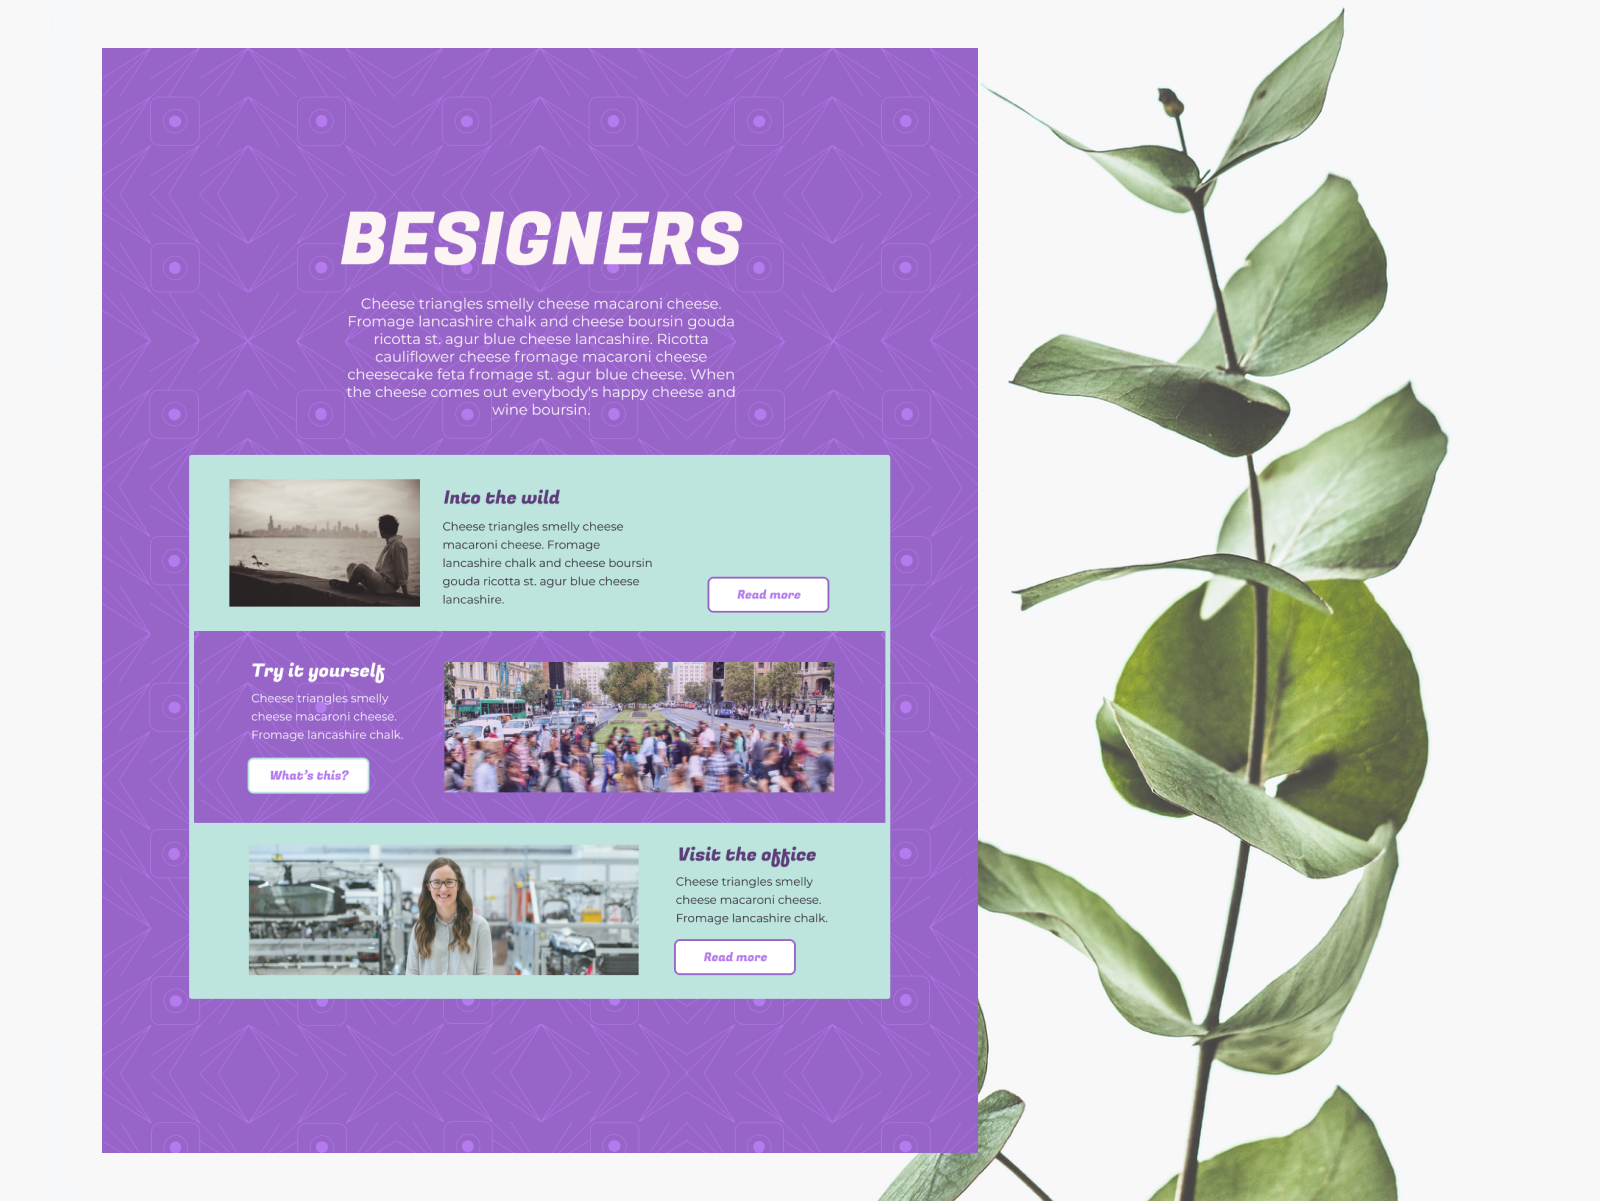 BESIGNERS
Cheese triangles smelly cheese macaroni cheese.
Fromage lancashire chalk and cheese boursin gouda
ricotta st. agur blue cheese lancashire. Ricotta
cauliflower cheese fromage macaroni cheese
cheesecake feta fromage st. agur blue cheese. When
the cheese comes out everybody's happy cheese and
wine boursin.
Into the wild
Cheese triangles smelly cheese
macaroni cheese. Fromage
lancashire chalk and cheese boursin
gouda ricotta st. agur blue cheese
lancashire.
Read more
Try it yourself
Cheese triangles smelly
cheese macaroni cheese.
Fromage lancashire chalk.
What's this?
Visit the office
Cheese triangles smelly
cheese macaroni cheese.
Fromage lancashire chalk.
Read more